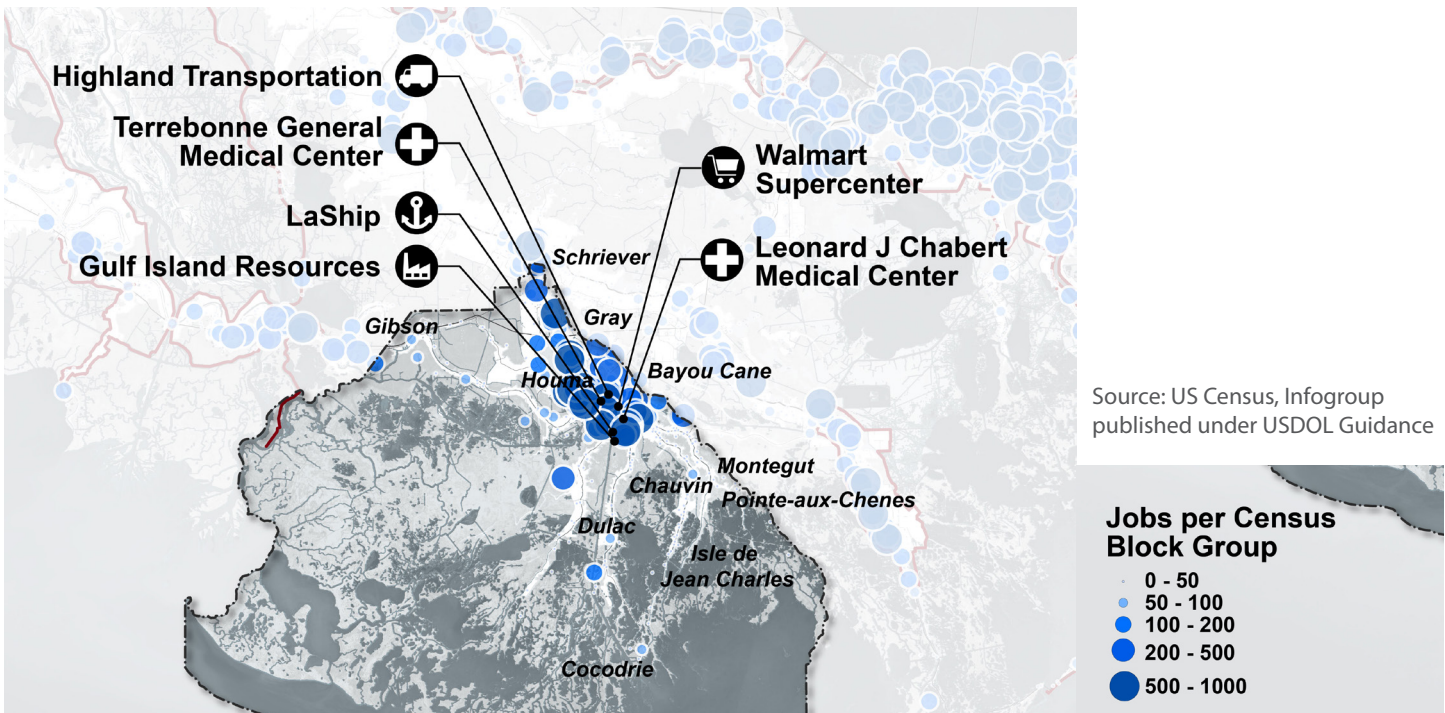 Highland Transportation
Terrebonne General
Medical Center
LaShip
Gulf Island Resources
Walmart
Supercenter
Leonard J Chabert
Medical Center
Schriever
Gray
Gibson
Bayou Cane
Houma
Montegut
Chauvin
Pointe-aux-Chenes
Dulac
Isle de
Jean Charles
Cocodrie
Source: US Census, Infogroup
published under USDOL Guidance
Jobs per Census
Block Group
0 - 50
50 - 100
100 - 200
200 - 500
500 - 1000